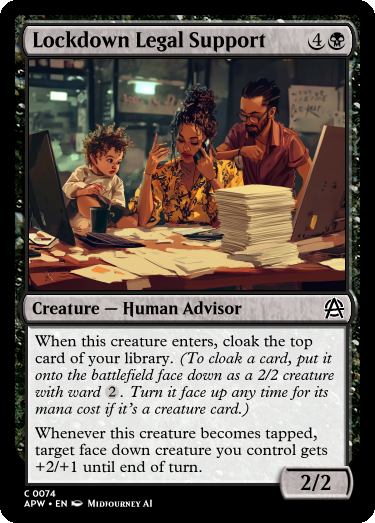 Lockdown Legal Support 4
Creature — Human Advisor
When this creature enters, cloak the top
card of your library. (To cloak a card, put it
onto the battlefield face down as a 2/2 creature
with ward 2. Turn it face up any time for its
mana cost if it's a creature card.)
Whenever this creature becomes tapped,
target face down creature you control gets
+2/+1 until end of turn.
2/2
C 0074
APW • EN Midjourney AI